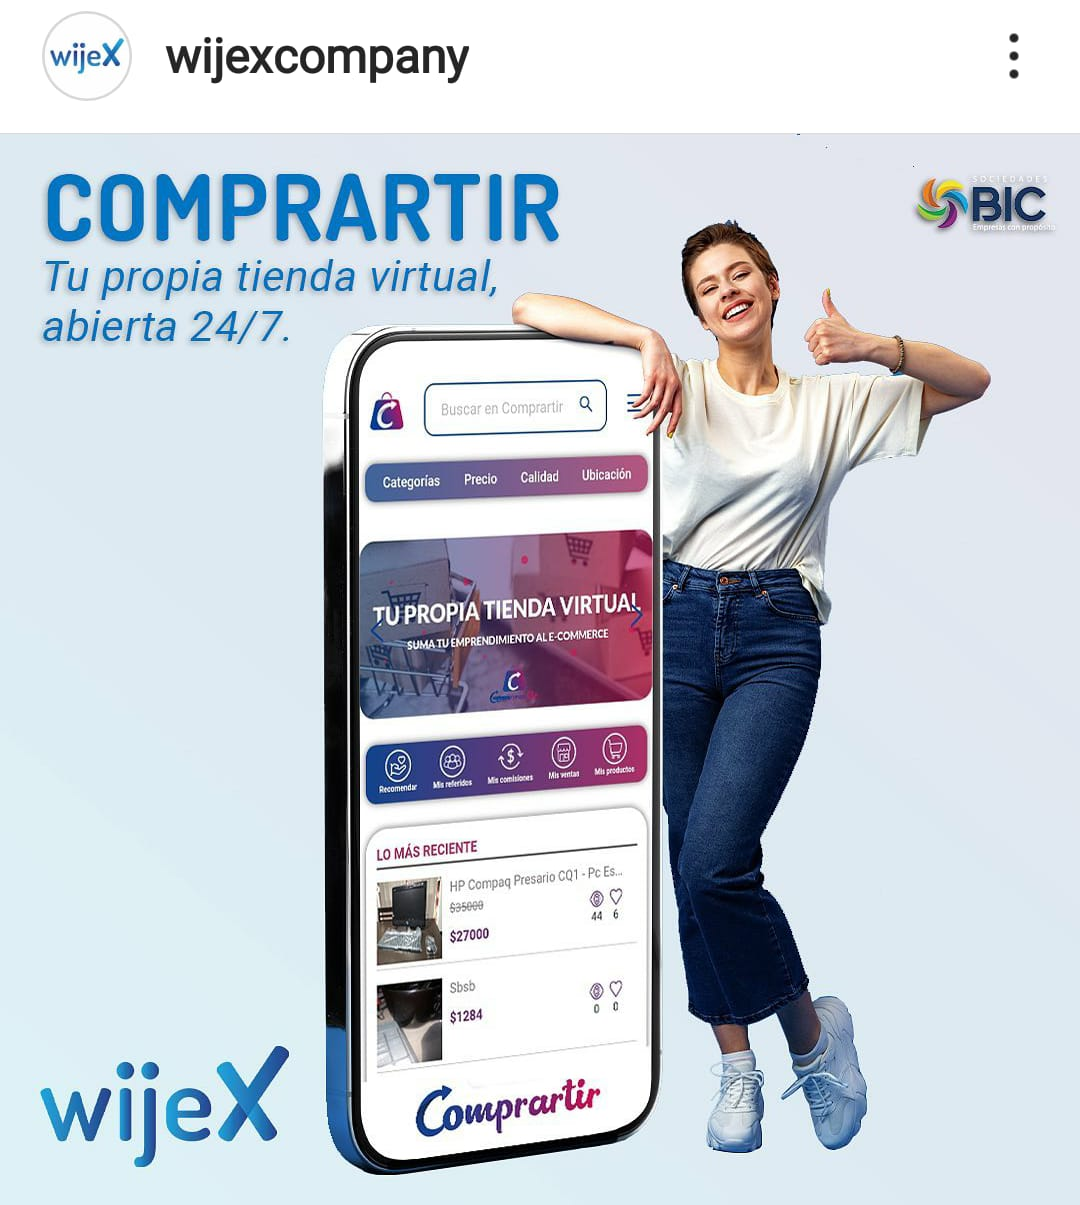 wijeX
wijexcompany
COMPRARTIR
Tu propia tienda virtual,
abierta 24/7.
SOCIEDADES
BIC
Empresas con propósito
C
Buscar en Comprartir
Categorías Precio Calidad Ubicación
TU PROPIA TIENDA VIRTUAL
SUMA TU EMPRENDIMIENTO AL E-COMMERCE
C
Recomendar Mis referidos Mis comisiones Mis ventas Mis productos
LO MÁS RECIENTE
HP Compaq Presario CQ1 - Pc Es...
$35000
44 6
$27000
Sbsb
$1284
0 0
Comprartir
wijeX